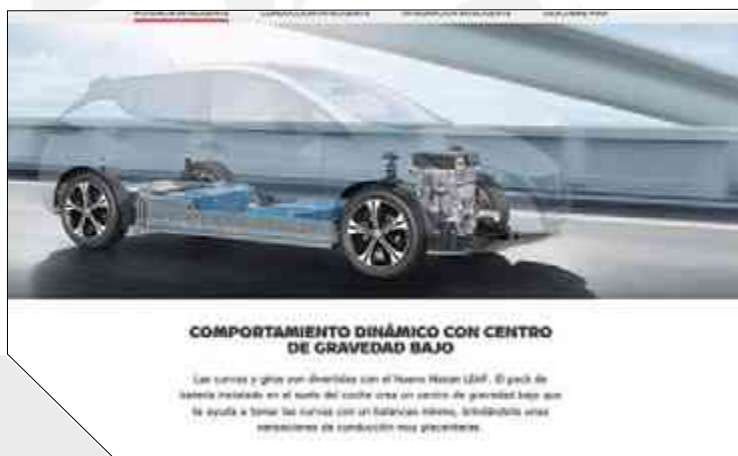 COMPORTAMIENTO DINÁMICO CON CENTRO
DE GRAVEDAD BAJO
Las curvas y giros son divertidos con el Nuevo Nissan LEAF. El pack de
batería instalado en el suelo del coche crea un centro de gravedad bajo que
te ayuda a tomar las curvas con un balanceo mínimo, brindándote unas
sensaciones de conducción muy placenteras.